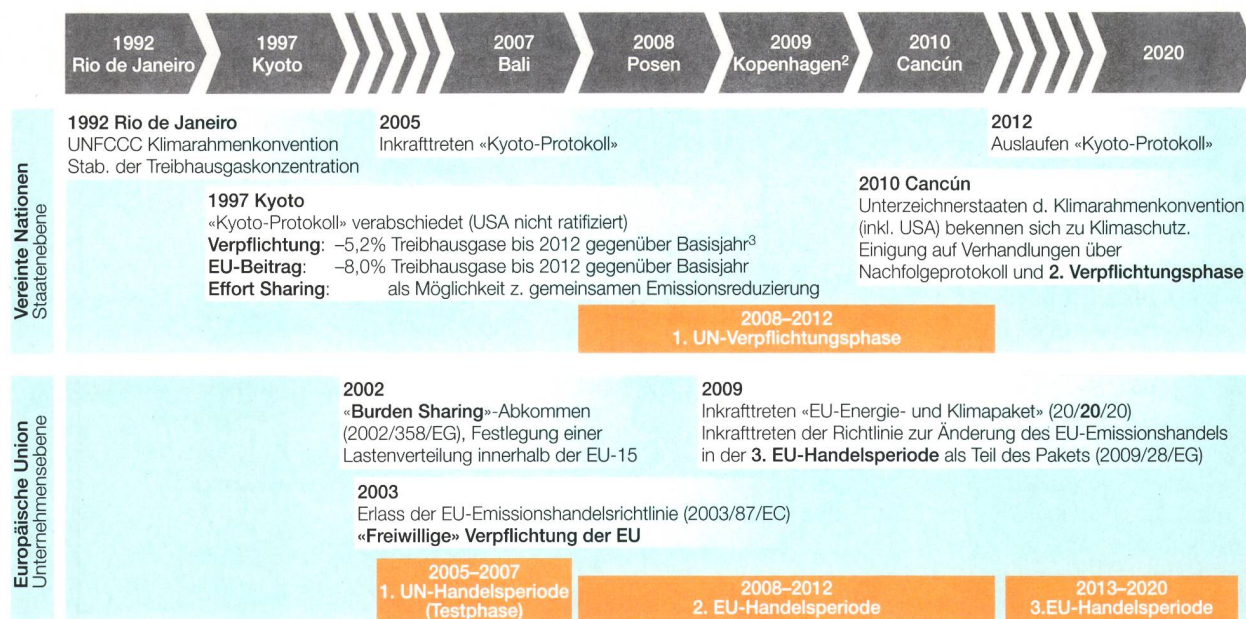 1992
Rio de Janeiro
1997
Kyoto
2007
Bali
2008
Posen
2009
Kopenhagen2
2010
Cancún
2020
Vereinte Nationen
Staatenebene
1992 Rio de Janeiro
UNFCCC Klimarahmenkonvention
Stab. der Treibhausgaskonzentration
2005
Inkrafttreten «Kyoto-Protokoll»
2012
Auslaufen «Kyoto-Protokoll»
1997 Kyoto
«Kyoto-Protokoll» verabschiedet (USA nicht ratifiziert)
Verpflichtung: –5,2% Treibhausgase bis 2012 gegenüber Basisjahr3
EU-Beitrag: –8,0% Treibhausgase bis 2012 gegenüber Basisjahr
Effort Sharing: als Möglichkeit z. gemeinsamen Emissionsreduzierung
2010 Cancún
Unterzeichnerstaaten d. Klimarahmenkonvention
(inkl. USA) bekennen sich zu Klimaschutz.
Einigung auf Verhandlungen über
Nachfolgeprotokoll und 2. Verpflichtungsphase
2008–2012
1. UN-Verpflichtungsphase
Europäische Union
Unternehmensebene
2002
«Burden Sharing»-Abkommen
(2002/358/EG), Festlegung einer
Lastenverteilung innerhalb der EU-15
2009
Inkrafttreten «EU-Energie- und Klimapaket» (20/20/20)
Inkrafttreten der Richtlinie zur Änderung des EU-Emissionshandels
in der 3. EU-Handelsperiode als Teil des Pakets (2009/28/EG)
2003
Erlass der EU-Emissionshandelsrichtlinie (2003/87/EC)
«Freiwillige» Verpflichtung der EU
2005–2007
1. UN-Handelsperiode
(Testphase)
2008–2012
2. EU-Handelsperiode
2013–2020
3.EU-Handelsperiode